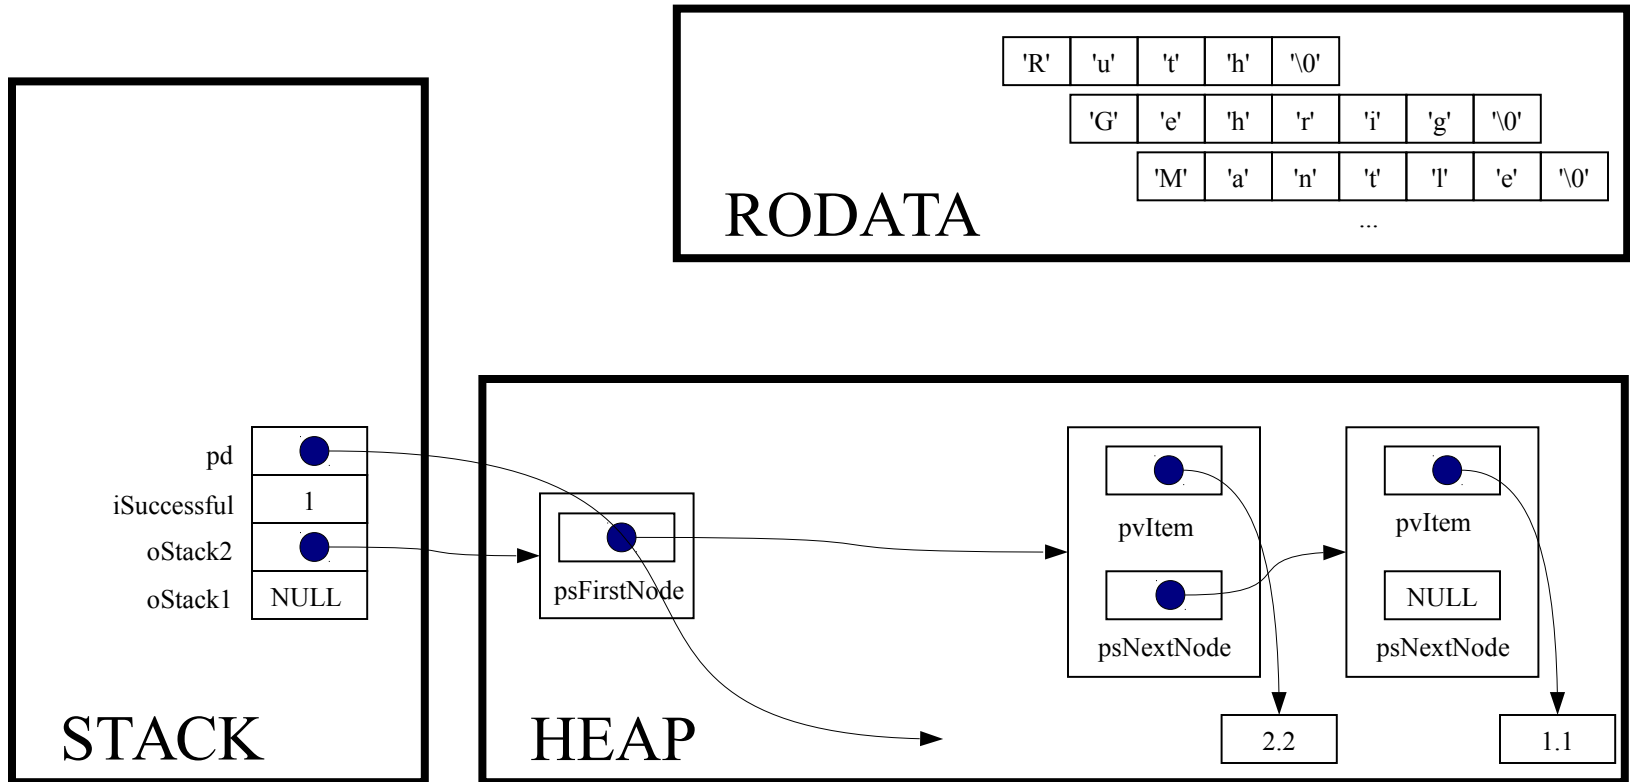 'R' 'u' 't' 'h' '\0'
'G' 'e' 'h' 'r' 'i' 'g' '\0'
'M' 'a' 'n' 't' 'l' 'e' '\0'
...
RODATA
pd
iSuccessful 1
oStack2
oStack1 NULL
STACK
psFirstNode
pvItem
psNextNode
pvItem
NULL
psNextNode
2.2
1.1
HEAP